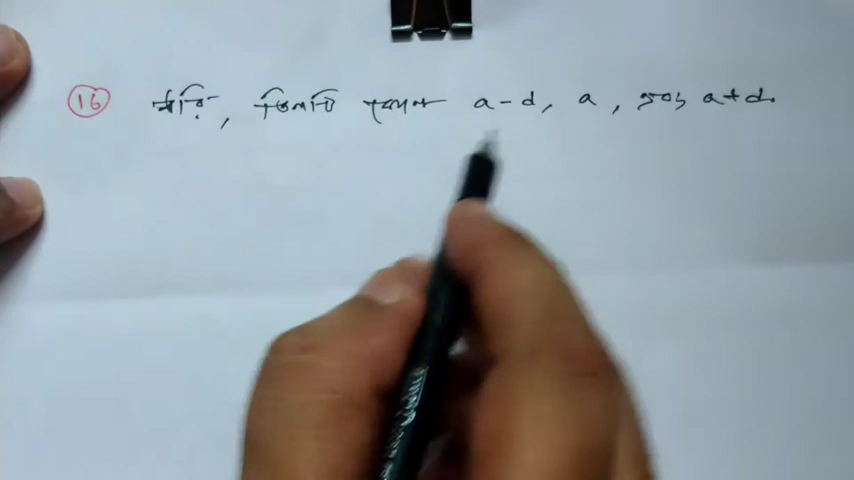 16 ধরি, তিনটি সংখ্যা a-d, a, এবং a+d.